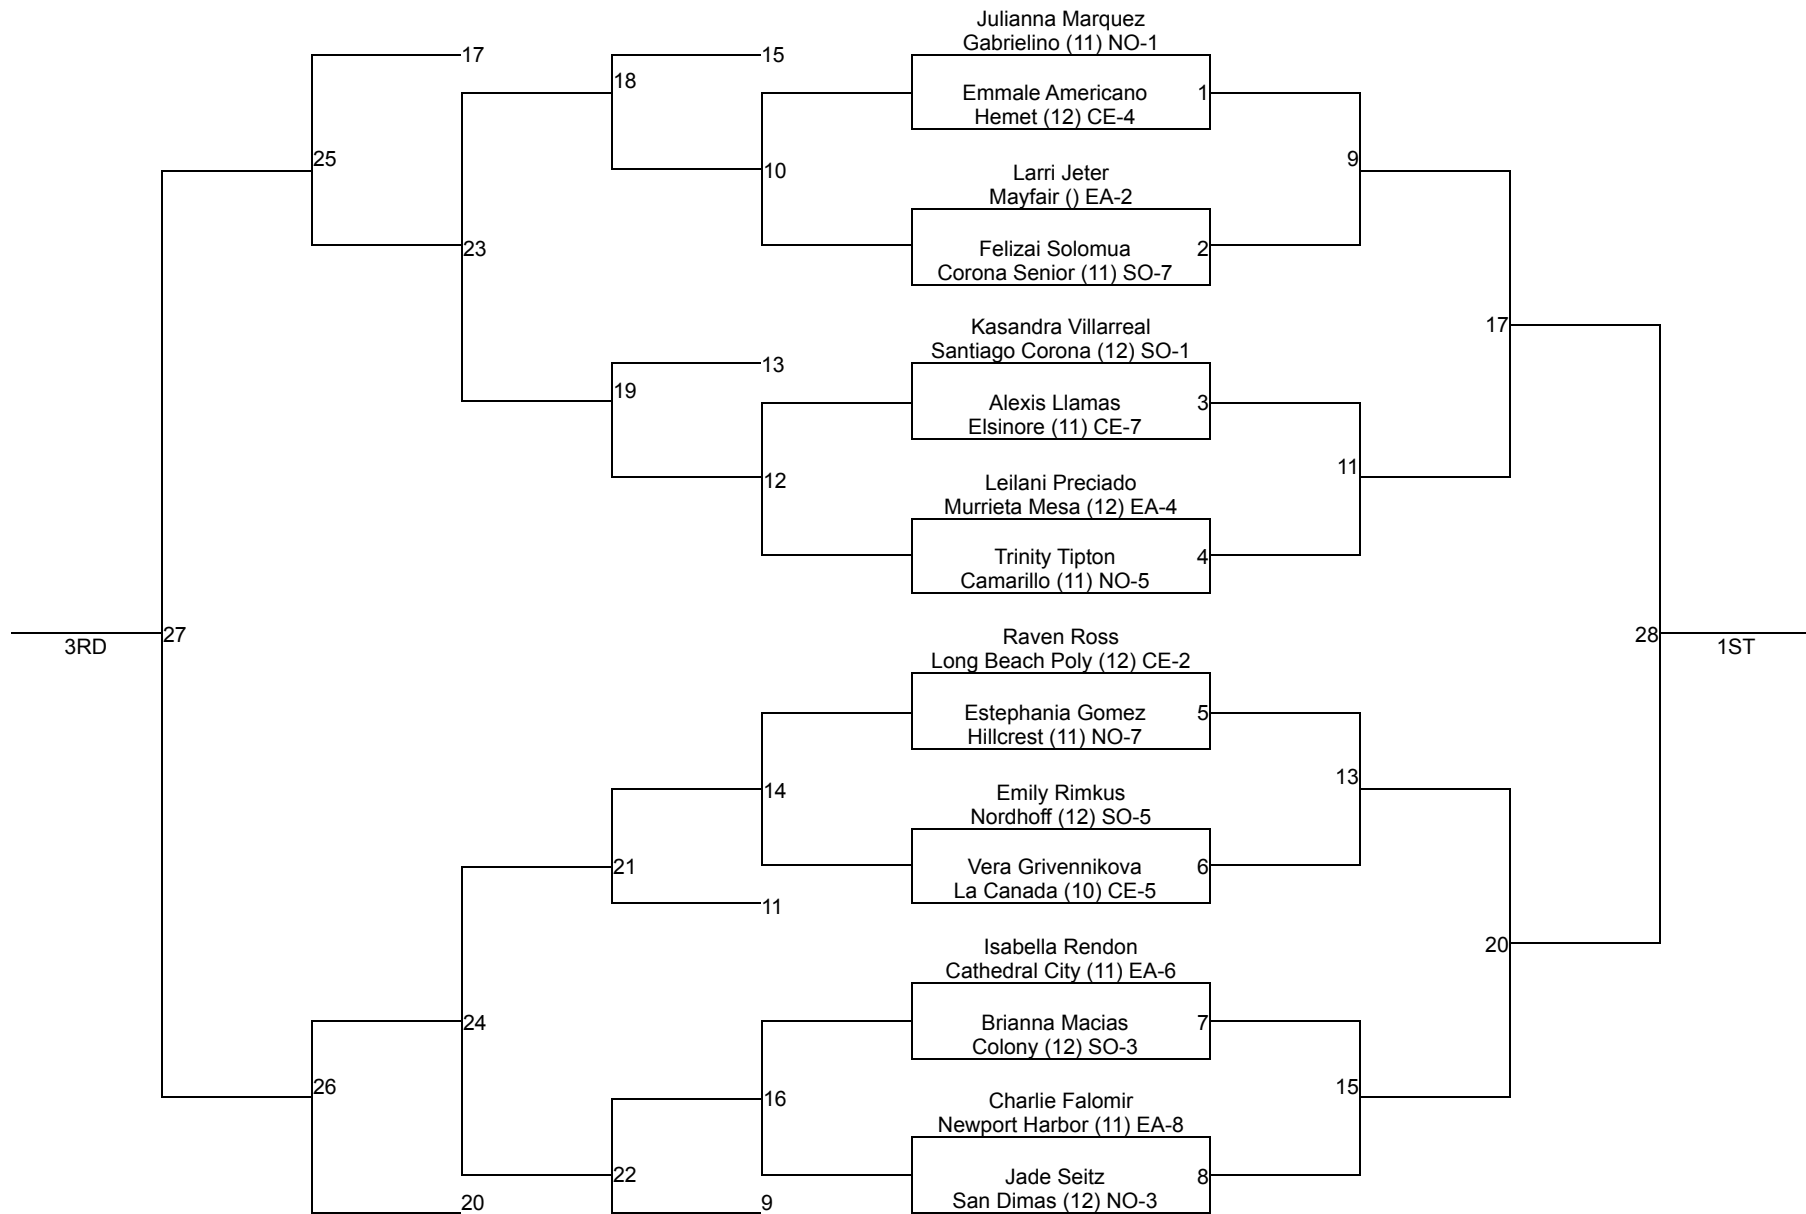 Julianna Marquez
Gabrielino (11) NO-1
17
15
18
Emmale Americano
1
Hemet (12) CE-4
25
10
9
Larri Jeter
Mayfair () EA-2
23
Felizai Solomua
2
Corona Senior (11) SO-7
Kasandra Villarreal
17
Santiago Corona (12) SO-1
13
19
Alexis Llamas
3
Elsinore (11) CE-7
12
11
Leilani Preciado
Murrieta Mesa (12) EA-4
Trinity Tipton
4
Camarillo (11) NO-5
27
3RD
Raven Ross
28
1ST
Long Beach Poly (12) CE-2
Estephania Gomez
5
Hillcrest (11) NO-7
14
13
Emily Rimkus
Nordhoff (12) SO-5
21
Vera Grivennikova
6
La Canada (10) CE-5
11
Isabella Rendon
20
Cathedral City (11) EA-6
24
Brianna Macias
7
Colony (12) SO-3
26
16
15
Charlie Falomir
Newport Harbor (11) EA-8
22
Jade Seitz
8
San Dimas (12) NO-3
20
9